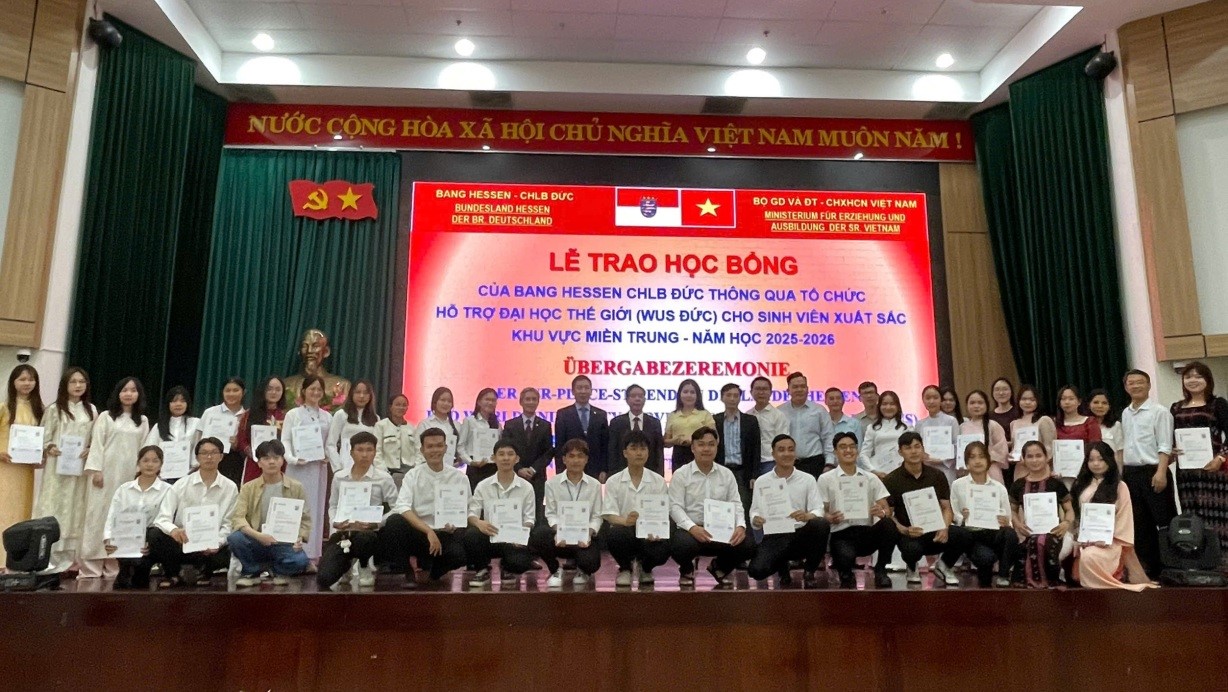 NƯỚC CỘNG HÒA XÃ HỘI CHỦ NGHĨA VIỆT NAM MUÔN NĂM !
BANG HESSEN - CHLB ĐỨC
BUNDESLAND HESSEN
DER BR. DEUTSCHLAND
BỘ GD VÀ ĐT - CHXHCN VIỆT NAM
MINISTERIUM FÜR ERZIEHUNG UND
AUSBILDUNG DER SR. VIETNAM
LỄ TRAO HỌC BỔNG
CỦA BANG HESSEN CHLB ĐỨC THÔNG QUA TỔ CHỨC
HỖ TRỢ ĐẠI HỌC THẾ GIỚI (WUS ĐỨC) CHO SINH VIÊN XUẤT SẮC
KHU VỰC MIỀN TRUNG - NĂM HỌC 2025-2026
ÜBERGABEZEREMONIE